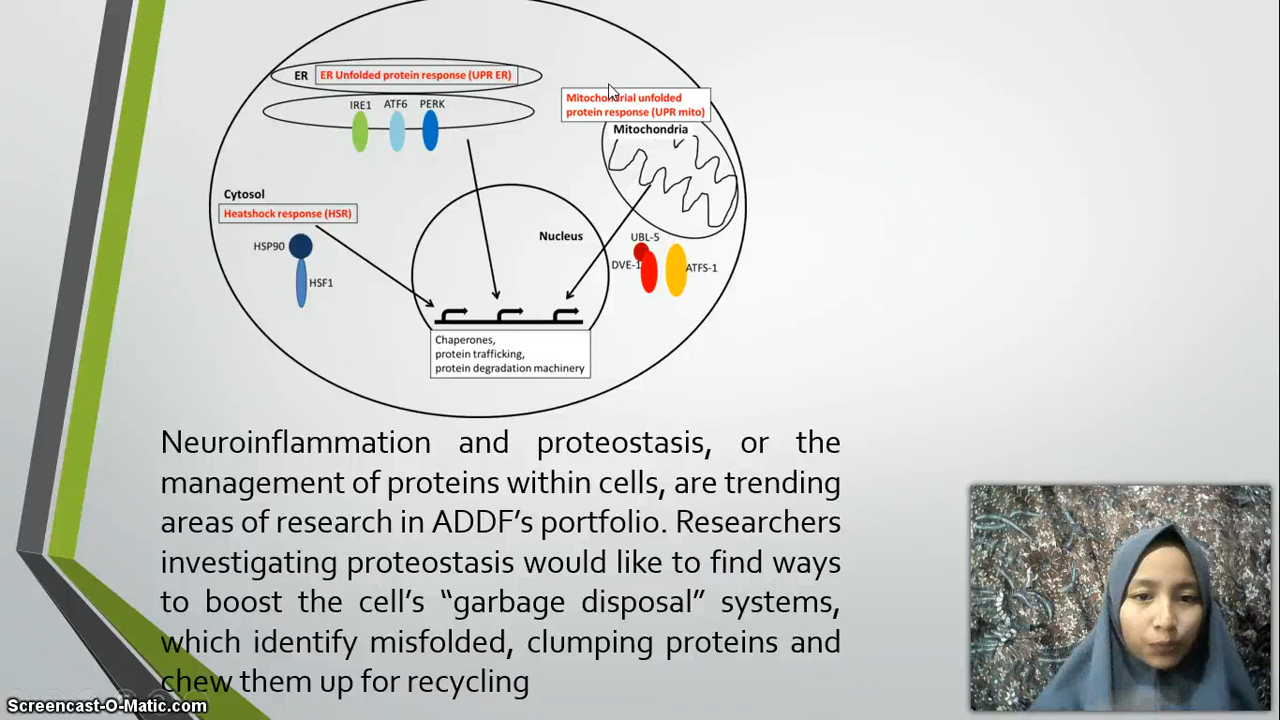 ER
ER Unfolded protein response (UPR ER)
IRE1
ATF6
PERK
Mitochondrial unfolded
protein response (UPR mito)
Mitochondria
Cytosol
Heatshock response (HSR)
HSP90
HSF1
Nucleus
UBL-5
DVE-1
ATFS-1
Chaperones,
protein trafficking,
protein degradation machinery
Neuroinflammation and proteostasis, or the
management of proteins within cells, are trending
areas of research in ADDF’s portfolio. Researchers
investigating proteostasis would like to find ways
to boost the cell’s “garbage disposal” systems,
which identify misfolded, clumping proteins and
chew them up for recycling
Screencast-O-Matic.com